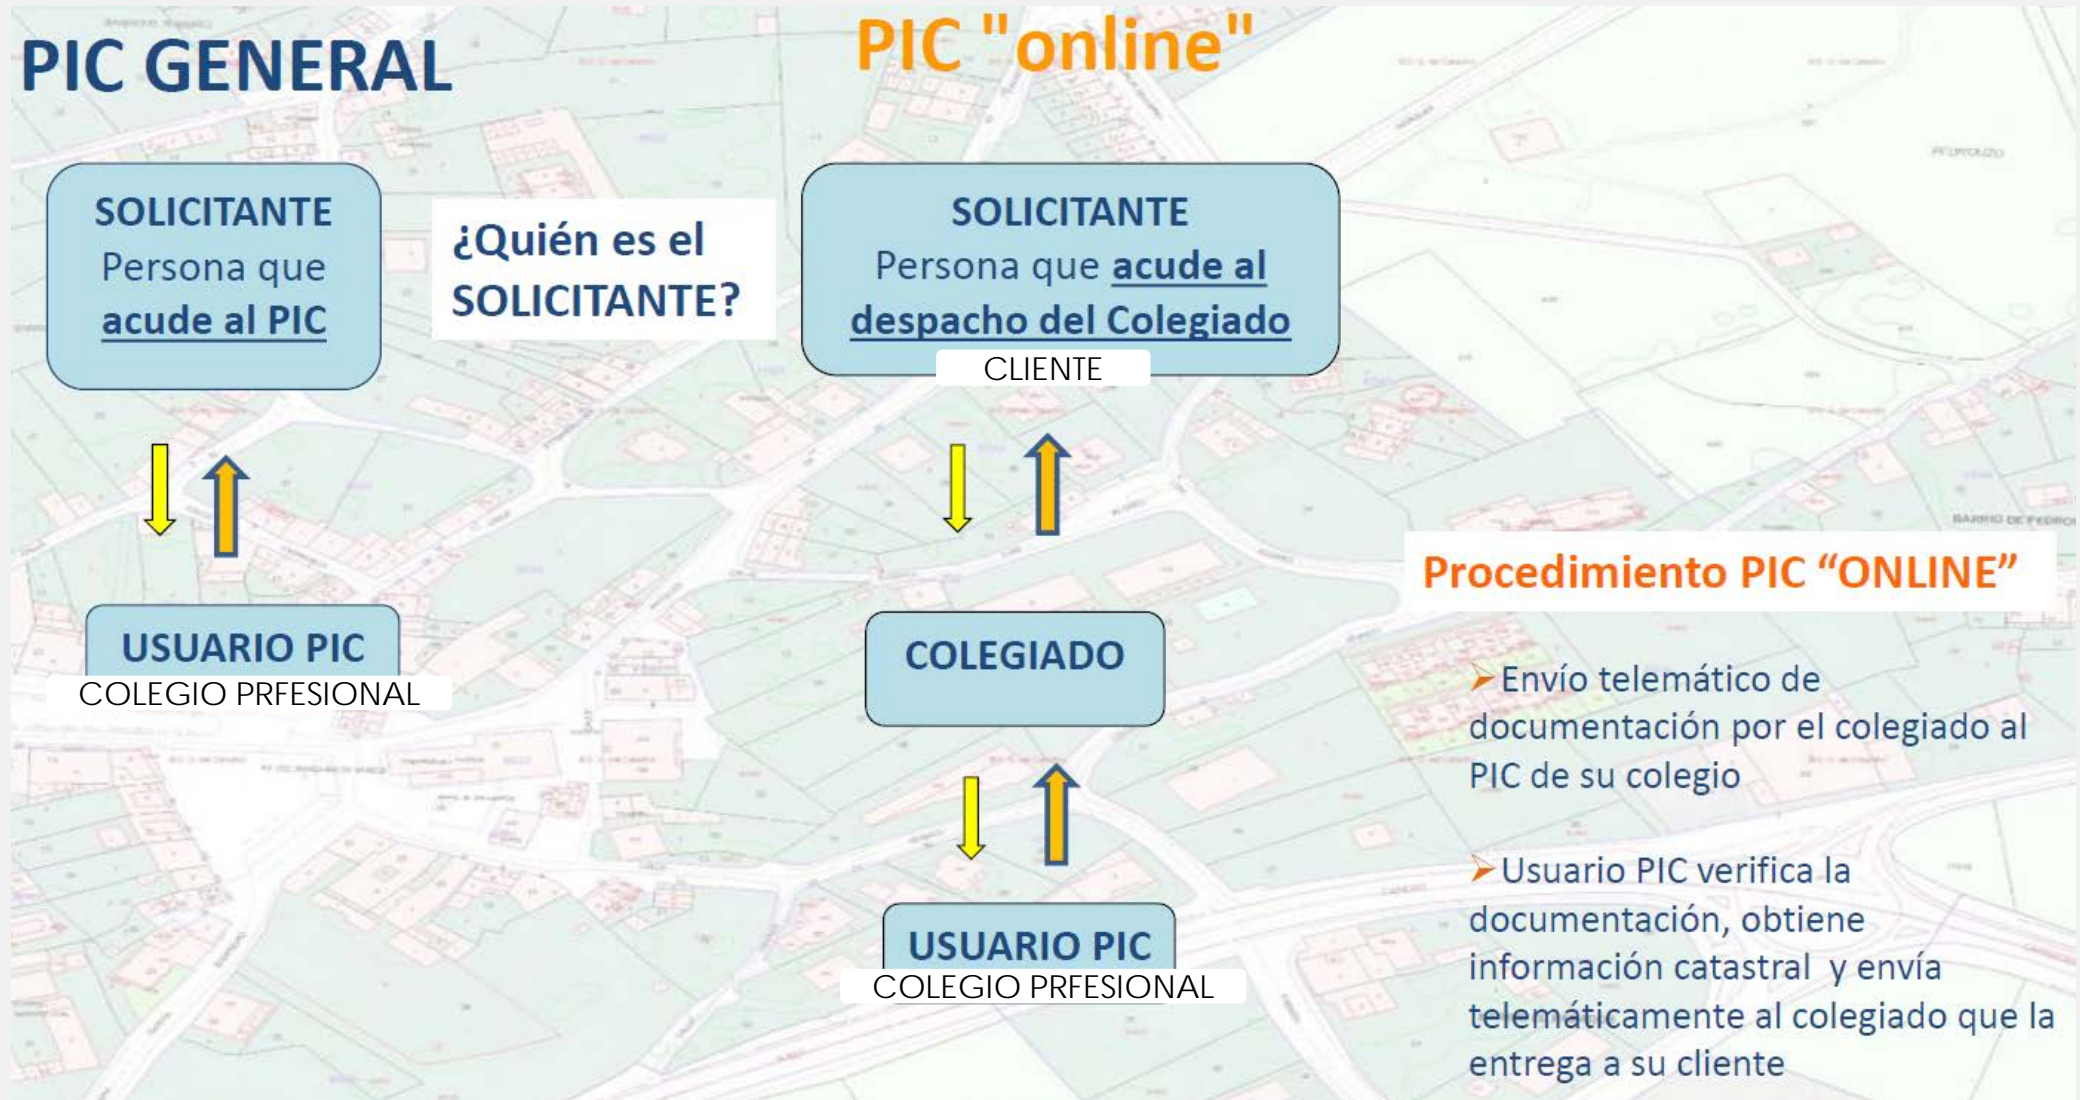 PIC GENERAL
PIC "online"
SOLICITANTE
Persona que
acude al PIC
¿Quién es el
SOLICITANTE?
SOLICITANTE
Persona que acude al
despacho del Colegiado
CLIENTE
USUARIO PIC
COLEGIO PRFESIONAL
COLEGIADO
USUARIO PIC
COLEGIO PRFESIONAL
Procedimiento PIC “ONLINE”
➢Envío telemático de
documentación por el colegiado al
PIC de su colegio
➢Usuario PIC verifica la
documentación, obtiene
información catastral y envía
telemáticamente al colegiado que la
entrega a su cliente
PEDROUZO